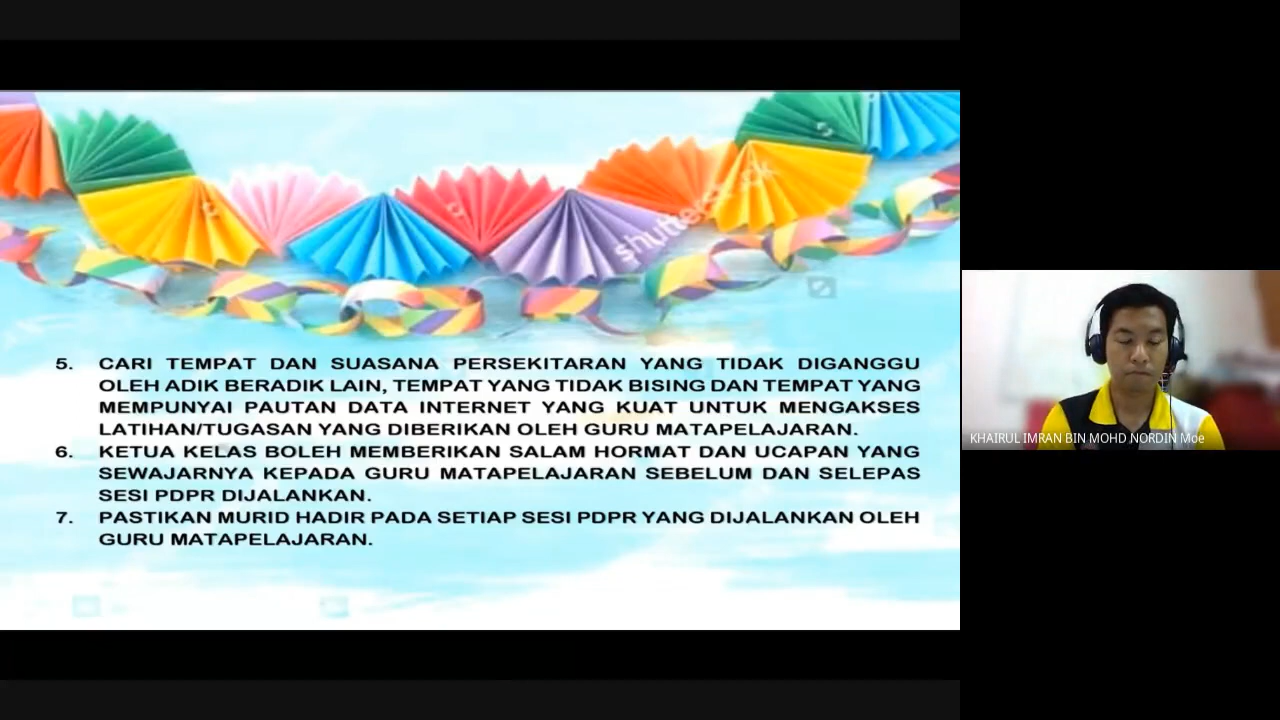 shutterstock
5. CARI TEMPAT DAN SUASANA PERSEKITARAN YANG TIDAK DIGANGGU
OLEH ADIK BERADIK LAIN, TEMPAT YANG TIDAK BISING DAN TEMPAT YANG
MEMPUNYAI PAUTAN DATA INTERNET YANG KUAT UNTUK MENGAKSES
LATIHAN/TUGASAN YANG DIBERIKAN OLEH GURU MATAPELAJARAN.
6. KETUA KELAS BOLEH MEMBERIKAN SALAM HORMAT DAN UCAPAN YANG
SEWAJARNYA KEPADA GURU MATAPELAJARAN SEBELUM DAN SELEPAS
SESI PDPR DIJALANKAN.
7. PASTIKAN MURID HADIR PADA SETIAP SESI PDPR YANG DIJALANKAN OLEH
GURU MATAPELAJARAN.
KHAIRUL IMRAN BIN MOHD NORDIN Moe